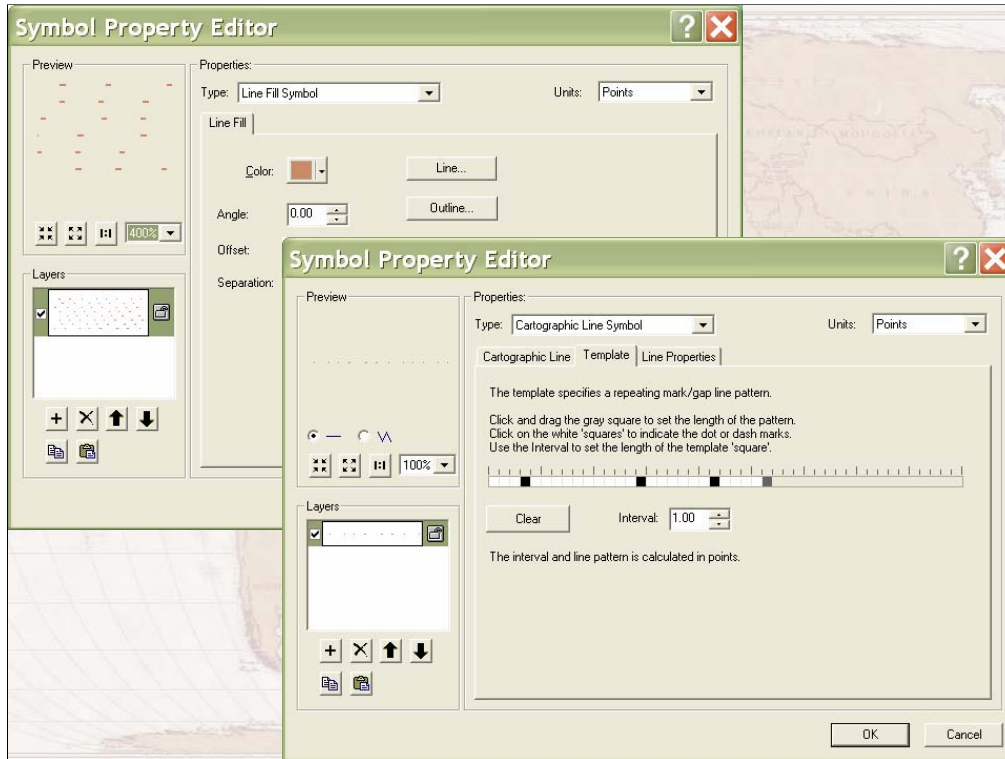 Symbol Property Editor
?
Preview
Properties:
Type: Line Fill Symbol
Units: Points
Line Fill
Color:
Line...
Angle: 0.00
Outline...
Offset:
Separation:
1:1
400%
Layers
Symbol Property Editor
?
Preview
Properties:
Type: Cartographic Line Symbol
Units: Points
Cartographic Line
Template
Line Properties
The template specifies a repeating mark/gap line pattern.
Click and drag the gray square to set the length of the pattern.
Click on the white 'squares' to indicate the dot or dash marks.
Use the Interval to set the length of the template 'square'.
1:1
100%
Layers
Clear
Interval: 1.00
The interval and line pattern is calculated in points.
OK
Cancel